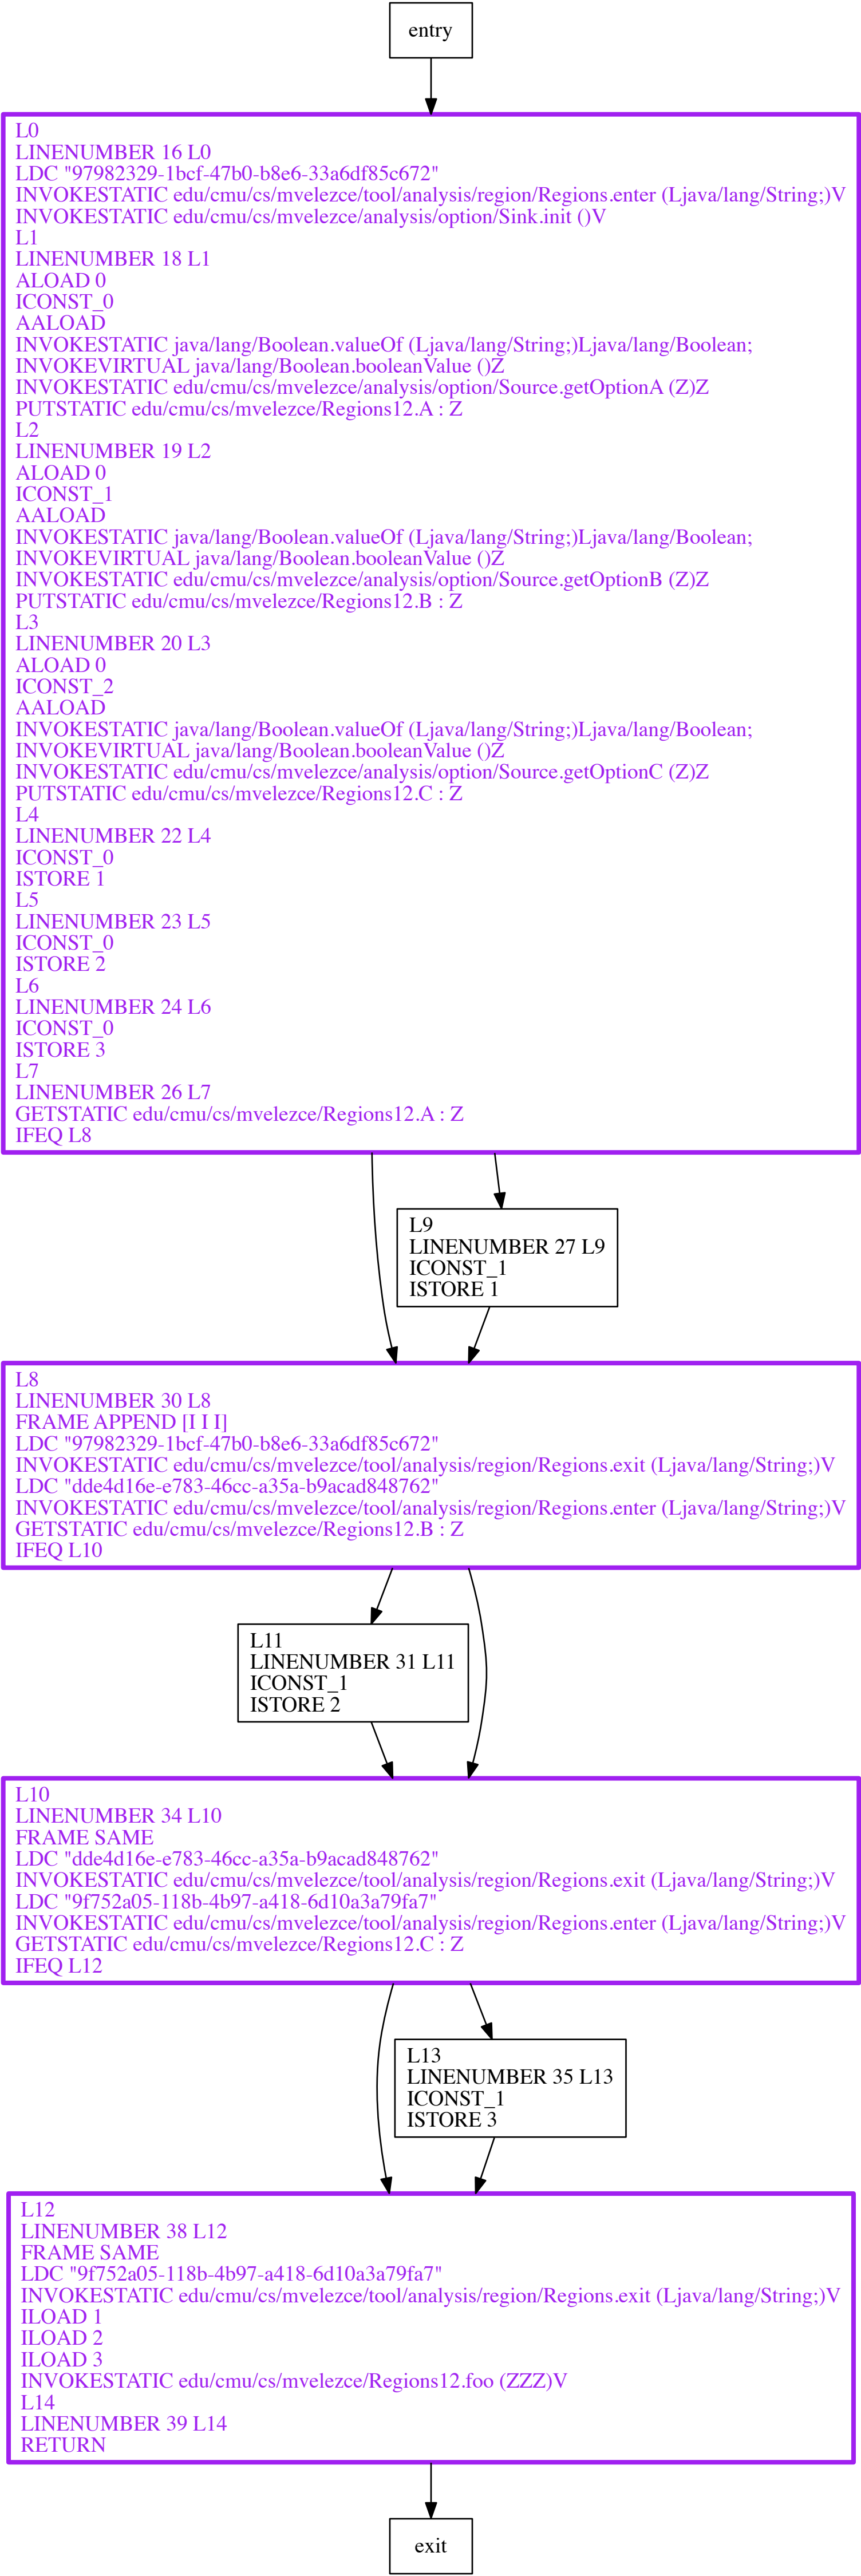 entry
L0
LINENUMBER 16 L0
LDC "97982329-1bcf-47b0-b8e6-33a6df85c672"
INVOKESTATIC edu/cmu/cs/mvelezce/tool/analysis/region/Regions.enter (Ljava/lang/String;)V
INVOKESTATIC edu/cmu/cs/mvelezce/analysis/option/Sink.init ()V
L1
LINENUMBER 18 L1
ALOAD 0
ICONST_0
AALOAD
INVOKESTATIC java/lang/Boolean.valueOf (Ljava/lang/String;)Ljava/lang/Boolean;
INVOKEVIRTUAL java/lang/Boolean.booleanValue ()Z
INVOKESTATIC edu/cmu/cs/mvelezce/analysis/option/Source.getOptionA (Z)Z
PUTSTATIC edu/cmu/cs/mvelezce/Regions12.A : Z
L2
LINENUMBER 19 L2
ALOAD 0
ICONST_1
AALOAD
INVOKESTATIC java/lang/Boolean.valueOf (Ljava/lang/String;)Ljava/lang/Boolean;
INVOKEVIRTUAL java/lang/Boolean.booleanValue ()Z
INVOKESTATIC edu/cmu/cs/mvelezce/analysis/option/Source.getOptionB (Z)Z
PUTSTATIC edu/cmu/cs/mvelezce/Regions12.B : Z
L3
LINENUMBER 20 L3
ALOAD 0
ICONST_2
AALOAD
INVOKESTATIC java/lang/Boolean.valueOf (Ljava/lang/String;)Ljava/lang/Boolean;
INVOKEVIRTUAL java/lang/Boolean.booleanValue ()Z
INVOKESTATIC edu/cmu/cs/mvelezce/analysis/option/Source.getOptionC (Z)Z
PUTSTATIC edu/cmu/cs/mvelezce/Regions12.C : Z
L4
LINENUMBER 22 L4
ICONST_0
ISTORE 1
L5
LINENUMBER 23 L5
ICONST_0
ISTORE 2
L6
LINENUMBER 24 L6
ICONST_0
ISTORE 3
L7
LINENUMBER 26 L7
GETSTATIC edu/cmu/cs/mvelezce/Regions12.A : Z
IFEQ L8
L9
LINENUMBER 27 L9
ICONST_1
ISTORE 1
L8
LINENUMBER 30 L8
FRAME APPEND [I I I]
LDC "97982329-1bcf-47b0-b8e6-33a6df85c672"
INVOKESTATIC edu/cmu/cs/mvelezce/tool/analysis/region/Regions.exit (Ljava/lang/String;)V
LDC "dde4d16e-e783-46cc-a35a-b9acad848762"
INVOKESTATIC edu/cmu/cs/mvelezce/tool/analysis/region/Regions.enter (Ljava/lang/String;)V
GETSTATIC edu/cmu/cs/mvelezce/Regions12.B : Z
IFEQ L10
L11
LINENUMBER 31 L11
ICONST_1
ISTORE 2
L10
LINENUMBER 34 L10
FRAME SAME
LDC "dde4d16e-e783-46cc-a35a-b9acad848762"
INVOKESTATIC edu/cmu/cs/mvelezce/tool/analysis/region/Regions.exit (Ljava/lang/String;)V
LDC "9f752a05-118b-4b97-a418-6d10a3a79fa7"
INVOKESTATIC edu/cmu/cs/mvelezce/tool/analysis/region/Regions.enter (Ljava/lang/String;)V
GETSTATIC edu/cmu/cs/mvelezce/Regions12.C : Z
IFEQ L12
L13
LINENUMBER 35 L13
ICONST_1
ISTORE 3
L12
LINENUMBER 38 L12
FRAME SAME
LDC "9f752a05-118b-4b97-a418-6d10a3a79fa7"
INVOKESTATIC edu/cmu/cs/mvelezce/tool/analysis/region/Regions.exit (Ljava/lang/String;)V
ILOAD 1
ILOAD 2
ILOAD 3
INVOKESTATIC edu/cmu/cs/mvelezce/Regions12.foo (ZZZ)V
L14
LINENUMBER 39 L14
RETURN
exit